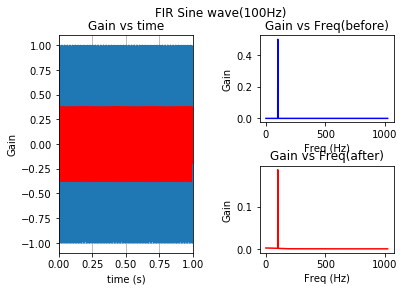 FIR Sine wave(100Hz)
Gain vs time
Gain
1.00
0.75
0.50
0.25
0.00
−0.25
−0.50
−0.75
−1.00
0.00 0.25 0.50 0.75 1.00
time (s)
Gain vs Freq(before)
Gain
0.4
0.2
0.0
0 500 1000
Freq (Hz)
Gain vs Freq(after)
Gain
0.1
0.0
0 500 1000
Freq (Hz)